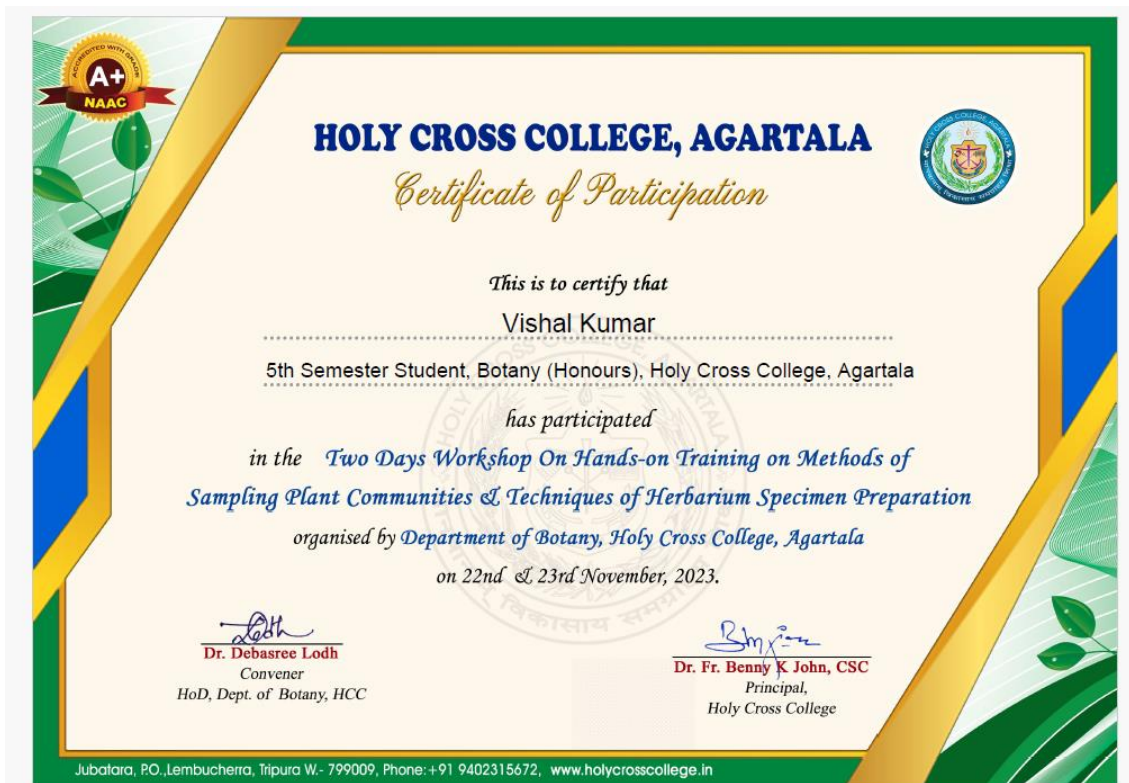 ACCREDITED WITH GRADE
A+
NAAC
HOLY CROSS COLLEGE, AGARTALA
Certificate of Participation
This is to certify that
Vishal Kumar
5th Semester Student, Botany (Honours), Holy Cross College, Agartala
has participated
in the Two Days Workshop On Hands-on Training on Methods of
Sampling Plant Communities & Techniques of Herbarium Specimen Preparation
organised by Department of Botany, Holy Cross College, Agartala
on 22nd & 23rd November, 2023.
Dr. Debasree Lodh
Convener
HoD, Dept. of Botany, HCC
Dr. Fr. Benny K John, CSC
Principal,
Holy Cross College
Jubatara, P.O.,Lembucherra, Tripura W.- 799009, Phone:+91 9402315672, www.holycrosscollege.in